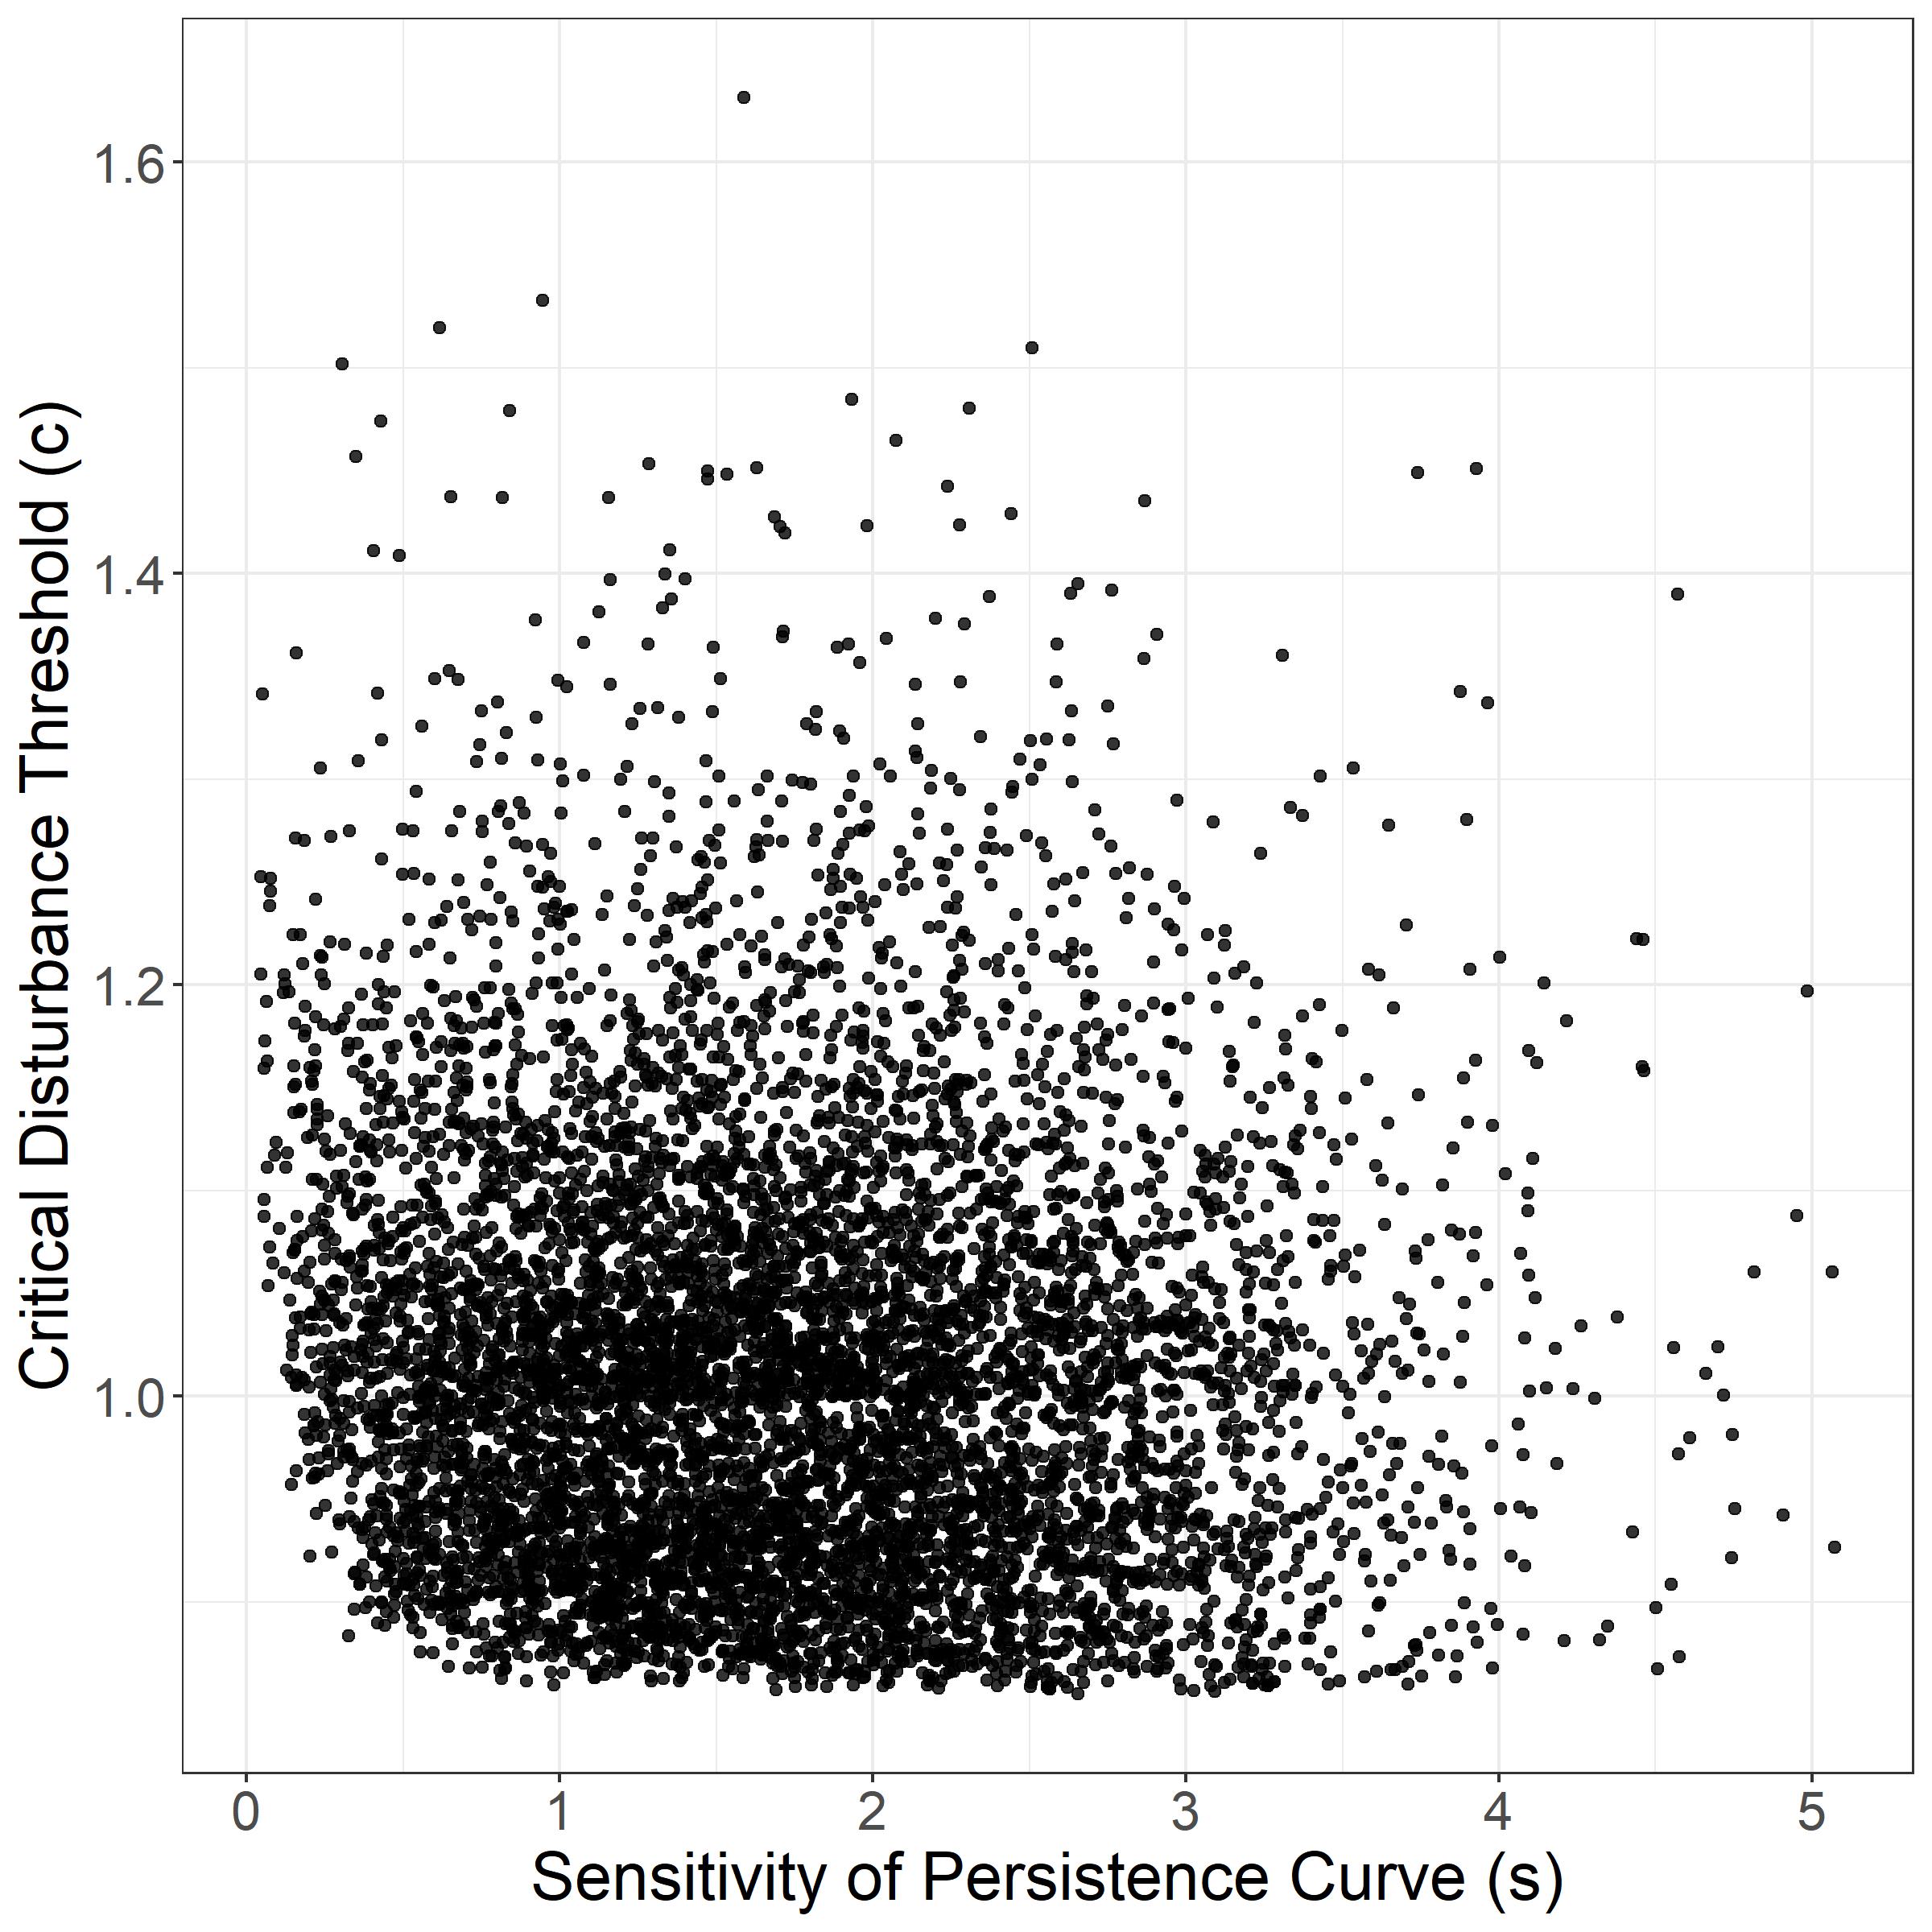 Critical Disturbance Threshold (c)
1.6
1.4
1.2
1.0
0 1 2 3 4 5
Sensitivity of Persistence Curve (s)